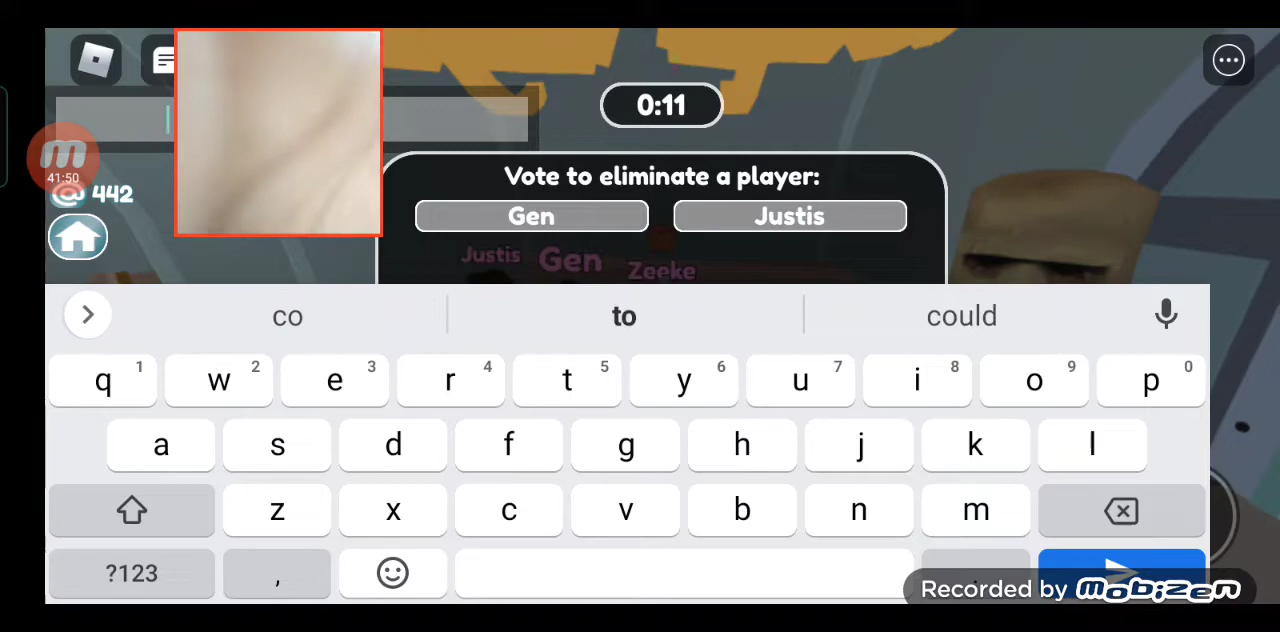 0:11
41:50
442
Vote to eliminate a player:
Gen Justis
Justis Gen Zeeke
co to could
q 1 w 2 e 3 r 4 t 5 y 6 u 7 i 8 o 9 p 0
a s d f g h j k l
z x c v b n m
?123 , .
Recorded by mobizen